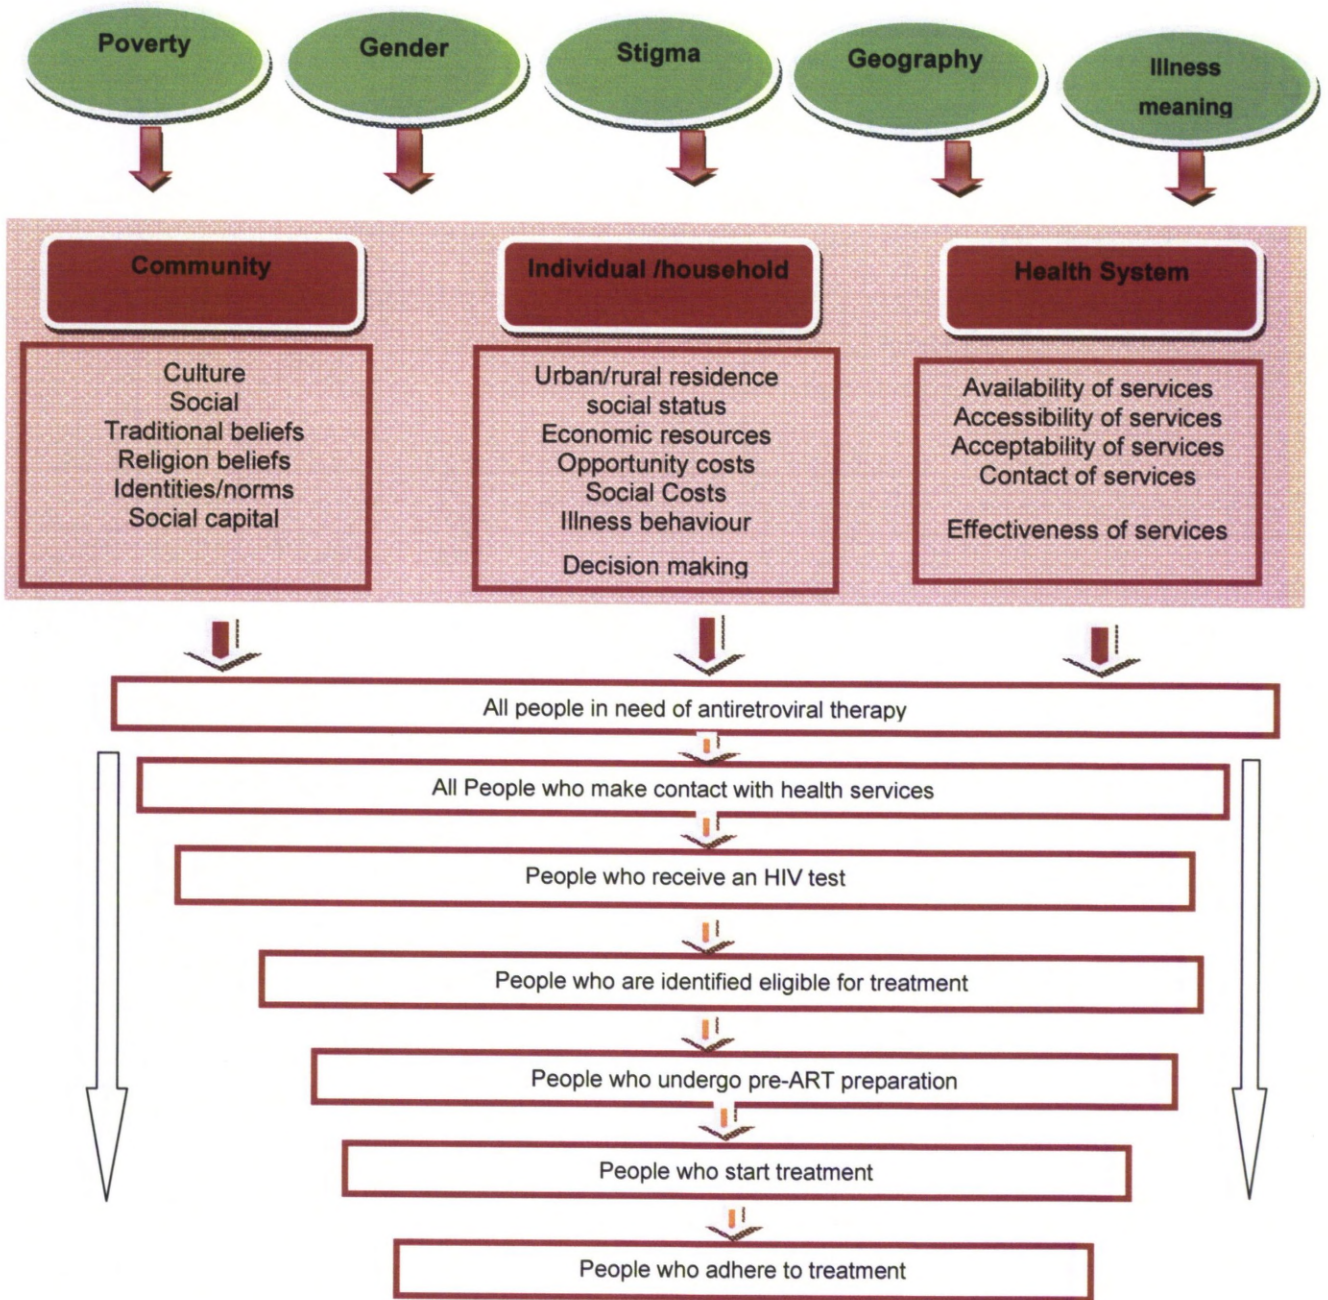 Poverty
Gender
Stigma
Geography
Illness
meaning
Community
Individual /household
Health System
Culture
Social
Traditional beliefs
Religion beliefs
Identities/norms
Social capital
Urban/rural residence
social status
Economic resources
Opportunity costs
Social Costs
Illness behaviour
Decision making
Availability of services
Accessibility of services
Acceptability of services
Contact of services
Effectiveness of services
All people in need of antiretroviral therapy
All People who make contact with health services
People who receive an HIV test
People who are identified eligible for treatment
People who undergo pre-ART preparation
People who start treatment
People who adhere to treatment